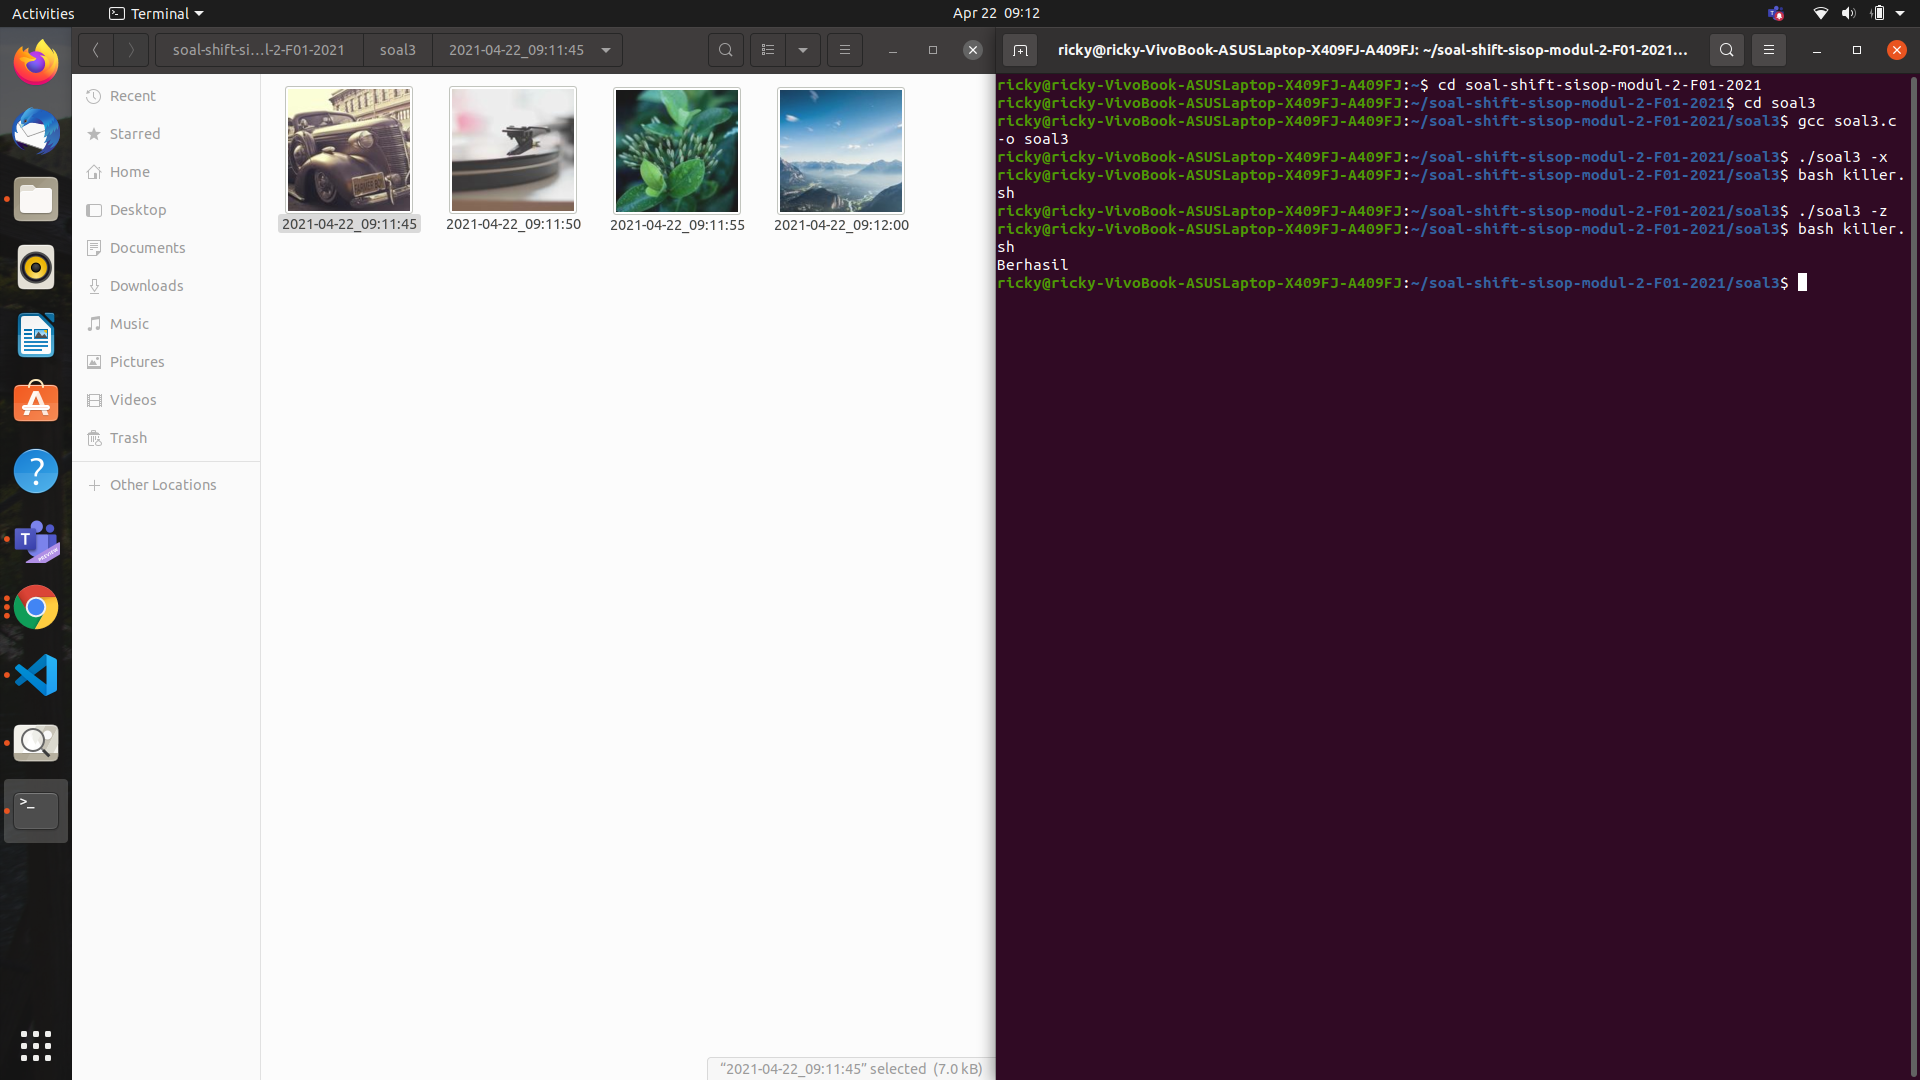 Activities
Terminal
Apr 22 09:12
soal-shift-si…l-2-F01-2021
soal3
2021-04-22_09:11:45
Recent
Starred
Home
Desktop
Documents
Downloads
Music
Pictures
Videos
Trash
Other Locations
2021-04-22_09:11:45
2021-04-22_09:11:50
2021-04-22_09:11:55
2021-04-22_09:12:00
“2021-04-22_09:11:45” selected (7.0 kB)
ricky@ricky-VivoBook-ASUSLaptop-X409FJ-A409FJ: ~/soal-shift-sisop-modul-2-F01-2021…
ricky@ricky-VivoBook-ASUSLaptop-X409FJ-A409FJ:~$ cd soal-shift-sisop-modul-2-F01-2021
ricky@ricky-VivoBook-ASUSLaptop-X409FJ-A409FJ:~/soal-shift-sisop-modul-2-F01-2021$ cd soal3
ricky@ricky-VivoBook-ASUSLaptop-X409FJ-A409FJ:~/soal-shift-sisop-modul-2-F01-2021/soal3$ gcc soal3.c
-o soal3
ricky@ricky-VivoBook-ASUSLaptop-X409FJ-A409FJ:~/soal-shift-sisop-modul-2-F01-2021/soal3$ ./soal3 -x
ricky@ricky-VivoBook-ASUSLaptop-X409FJ-A409FJ:~/soal-shift-sisop-modul-2-F01-2021/soal3$ bash killer.
sh
ricky@ricky-VivoBook-ASUSLaptop-X409FJ-A409FJ:~/soal-shift-sisop-modul-2-F01-2021/soal3$ ./soal3 -z
ricky@ricky-VivoBook-ASUSLaptop-X409FJ-A409FJ:~/soal-shift-sisop-modul-2-F01-2021/soal3$ bash killer.
sh
Berhasil
ricky@ricky-VivoBook-ASUSLaptop-X409FJ-A409FJ:~/soal-shift-sisop-modul-2-F01-2021/soal3$